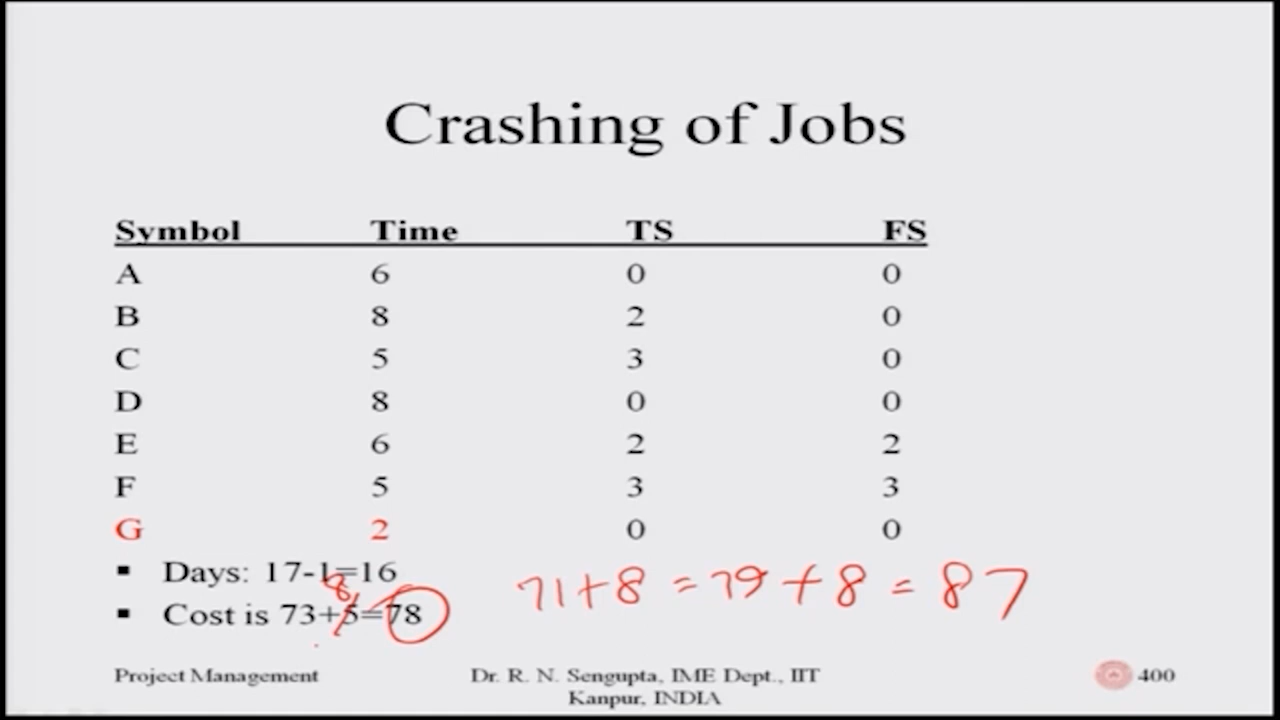 Crashing of Jobs
Symbol Time TS FS
A 6 0 0
B 8 2 0
C 5 3 0
D 8 0 0
E 6 2 2
F 5 3 3
G 2 0 0
▪ Days: 17-1=16
8
▪ Cost is 73+5=78
71+8=79+8=87
Project Management
Dr. R. N. Sengupta, IME Dept., IIT
Kanpur, INDIA
400